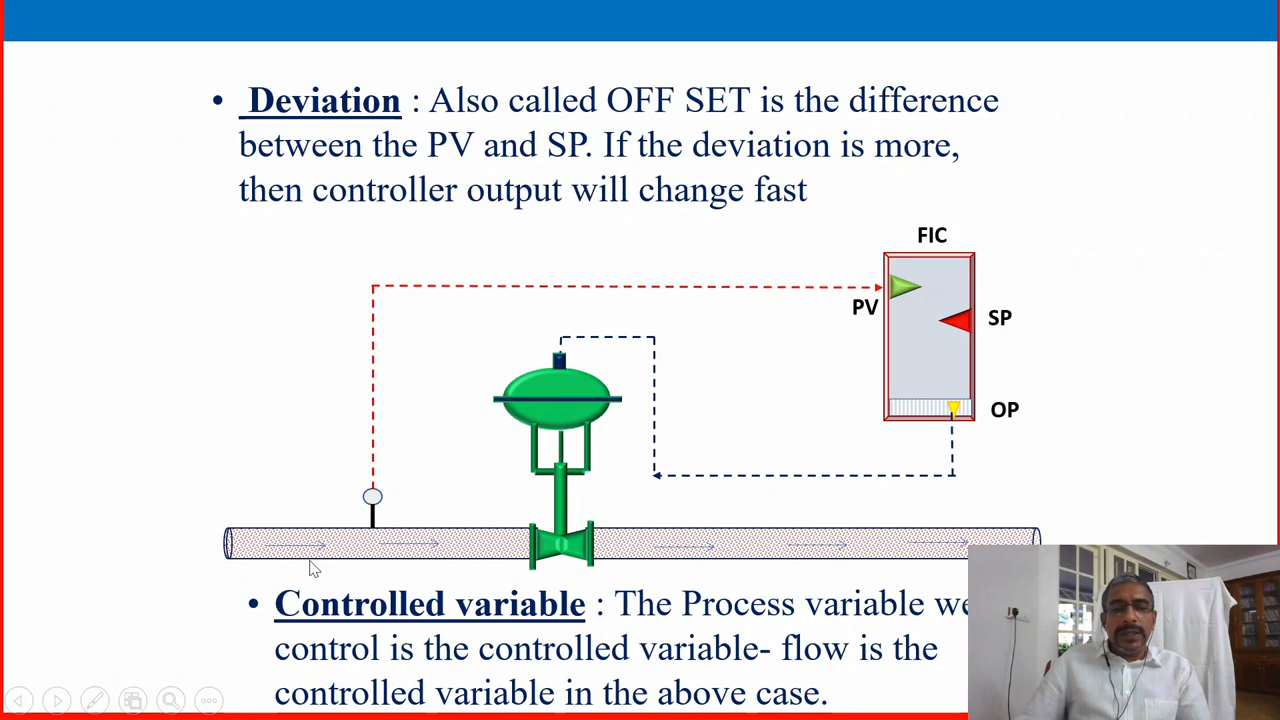 • Deviation : Also called OFF SET is the difference
between the PV and SP. If the deviation is more,
then controller output will change fast
FIC
PV
SP
OP
• Controlled variable : The Process variable we
control is the controlled variable- flow is the
controlled variable in the above case.